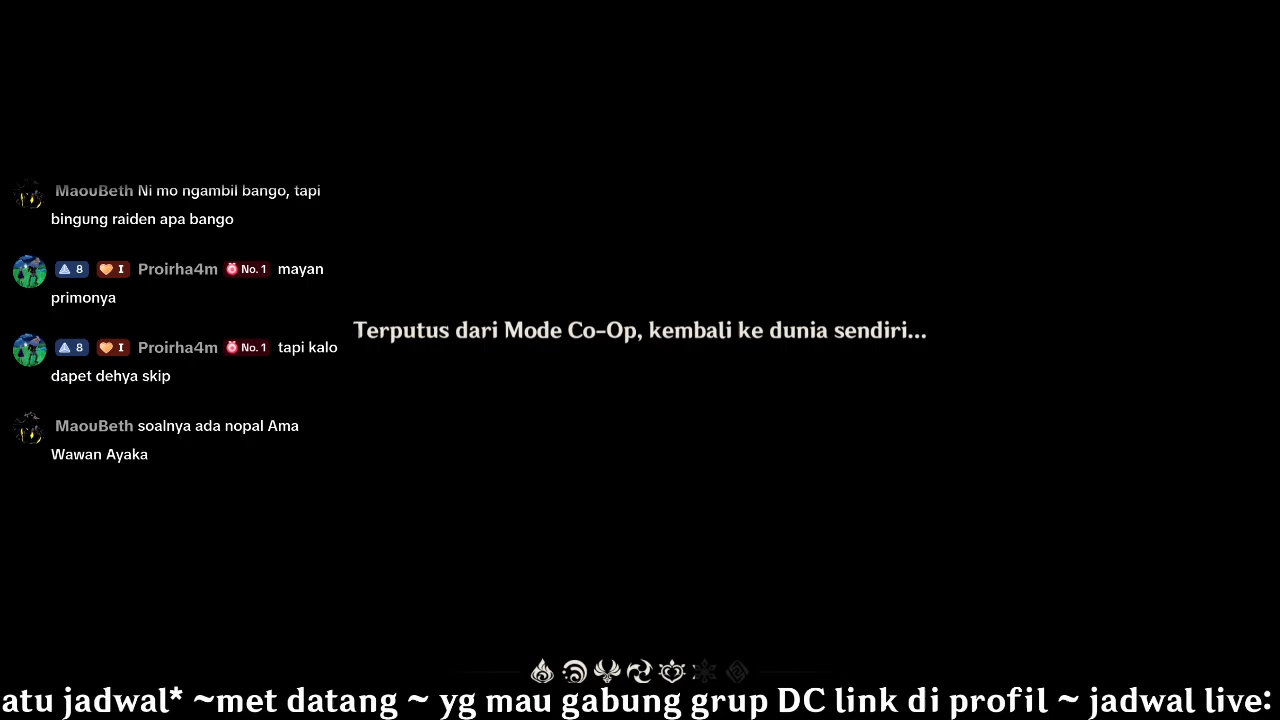 MaouBeth Ni mo ngambil bango, tapi
bingung raiden apa bango
8 I Proirha4m No. 1 mayan
primonya
Terputus dari Mode Co-Op, kembali ke dunia sendiri...
8 I Proirha4m No. 1 tapi kalo
dapet dehya skip
MaouBeth soalnya ada nopal Ama
Wawan Ayaka
atu jadwal* ~met datang ~ yg mau gabung grup DC link di profil ~ jadwal live: